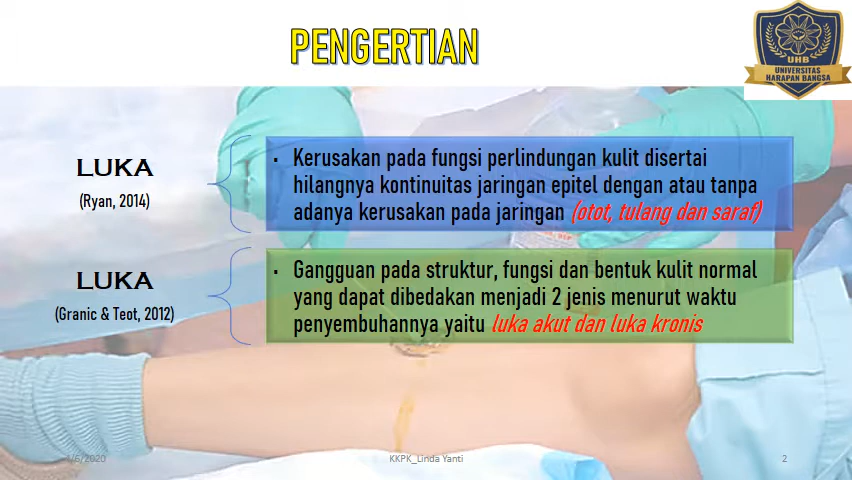 PENGERTIAN
UHB
UNIVERSITAS
HARAPAN BANGSA
LUKA
(Ryan, 2014)
• Kerusakan pada fungsi perlindungan kulit disertai
hilangnya kontinuitas jaringan epitel dengan atau tanpa
adanya kerusakan pada jaringan (otot, tulang dan saraf)
LUKA
(Granic & Teot, 2012)
• Gangguan pada struktur, fungsi dan bentuk kulit normal
yang dapat dibedakan menjadi 2 jenis menurut waktu
penyembuhannya yaitu luka akut dan luka kronis
KKPK_Linda Yanti
2